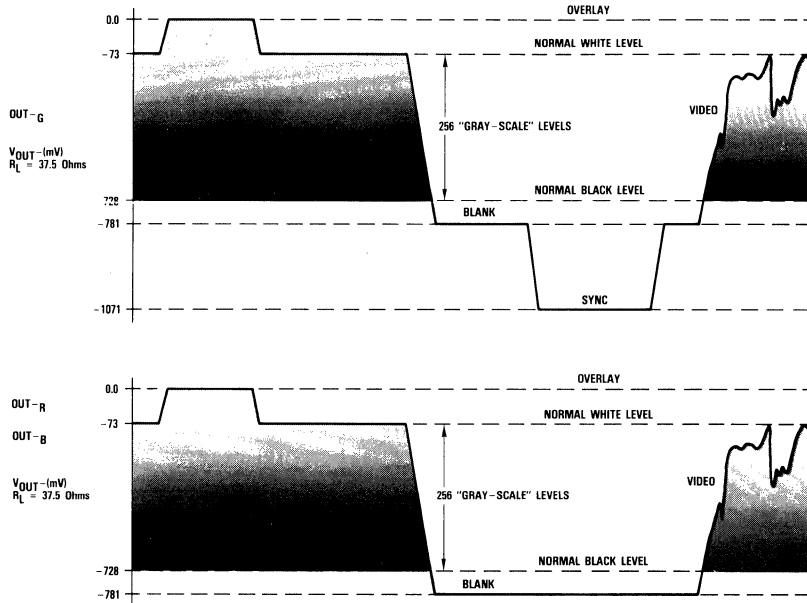 0.0
OVERLAY
-73
NORMAL WHITE LEVEL
OUT-G
256 "GRAY-SCALE" LEVELS
VIDEO
VOUT-(mV)
RL = 37.5 Ohms
728
NORMAL BLACK LEVEL
BLANK
-781
-1071
SYNC
0.0
OVERLAY
OUT-R
-73
NORMAL WHITE LEVEL
OUT-B
VOUT-(mV)
RL = 37.5 Ohms
256 "GRAY-SCALE" LEVELS
VIDEO
-728
NORMAL BLACK LEVEL
BLANK
-781